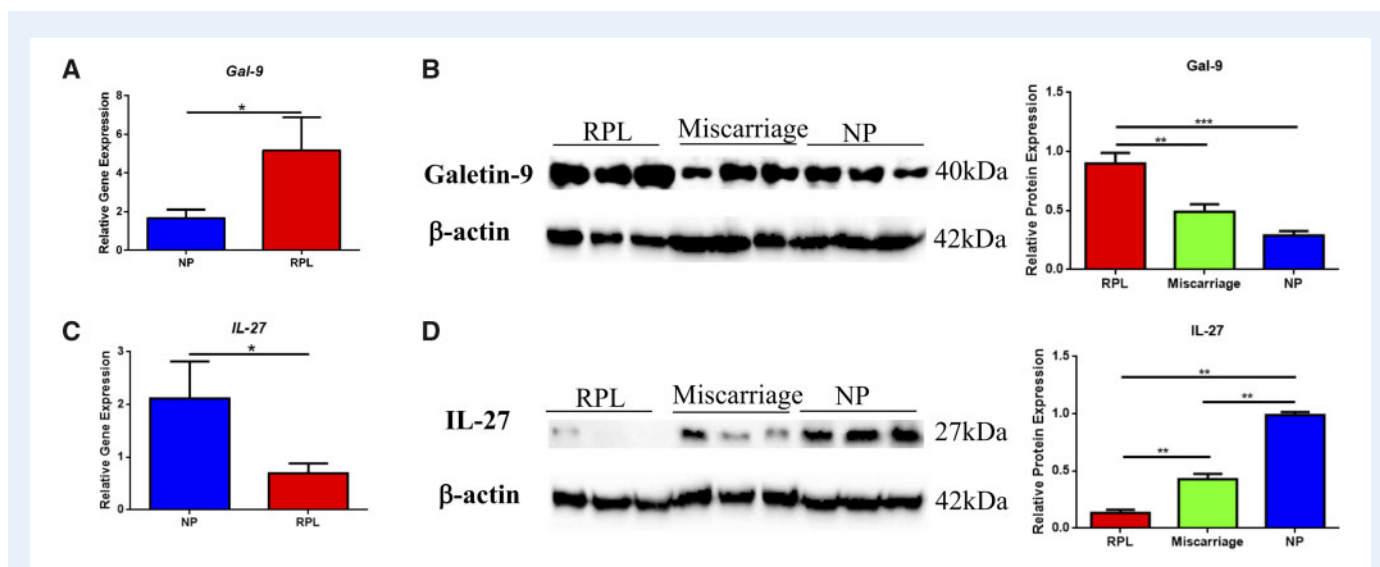 A
Gal-9
Relative Gene Eexpression
8
6
4
2
0
*
NP RPL
B
RPL Miscarriage NP
Galetin-9 40kDa
β-actin 42kDa
Gal-9
Relative Protein Expression
1.5
1.0
0.5
0.0
***
**
RPL Miscarriage NP
C
IL-27
Relative Gene Expression
3
2
1
0
*
NP RPL
D
RPL Miscarriage NP
IL-27 27kDa
β-actin 42kDa
IL-27
Relative Protein Expression
1.5
1.0
0.5
0.0
**
**
**
RPL Miscarriage NP